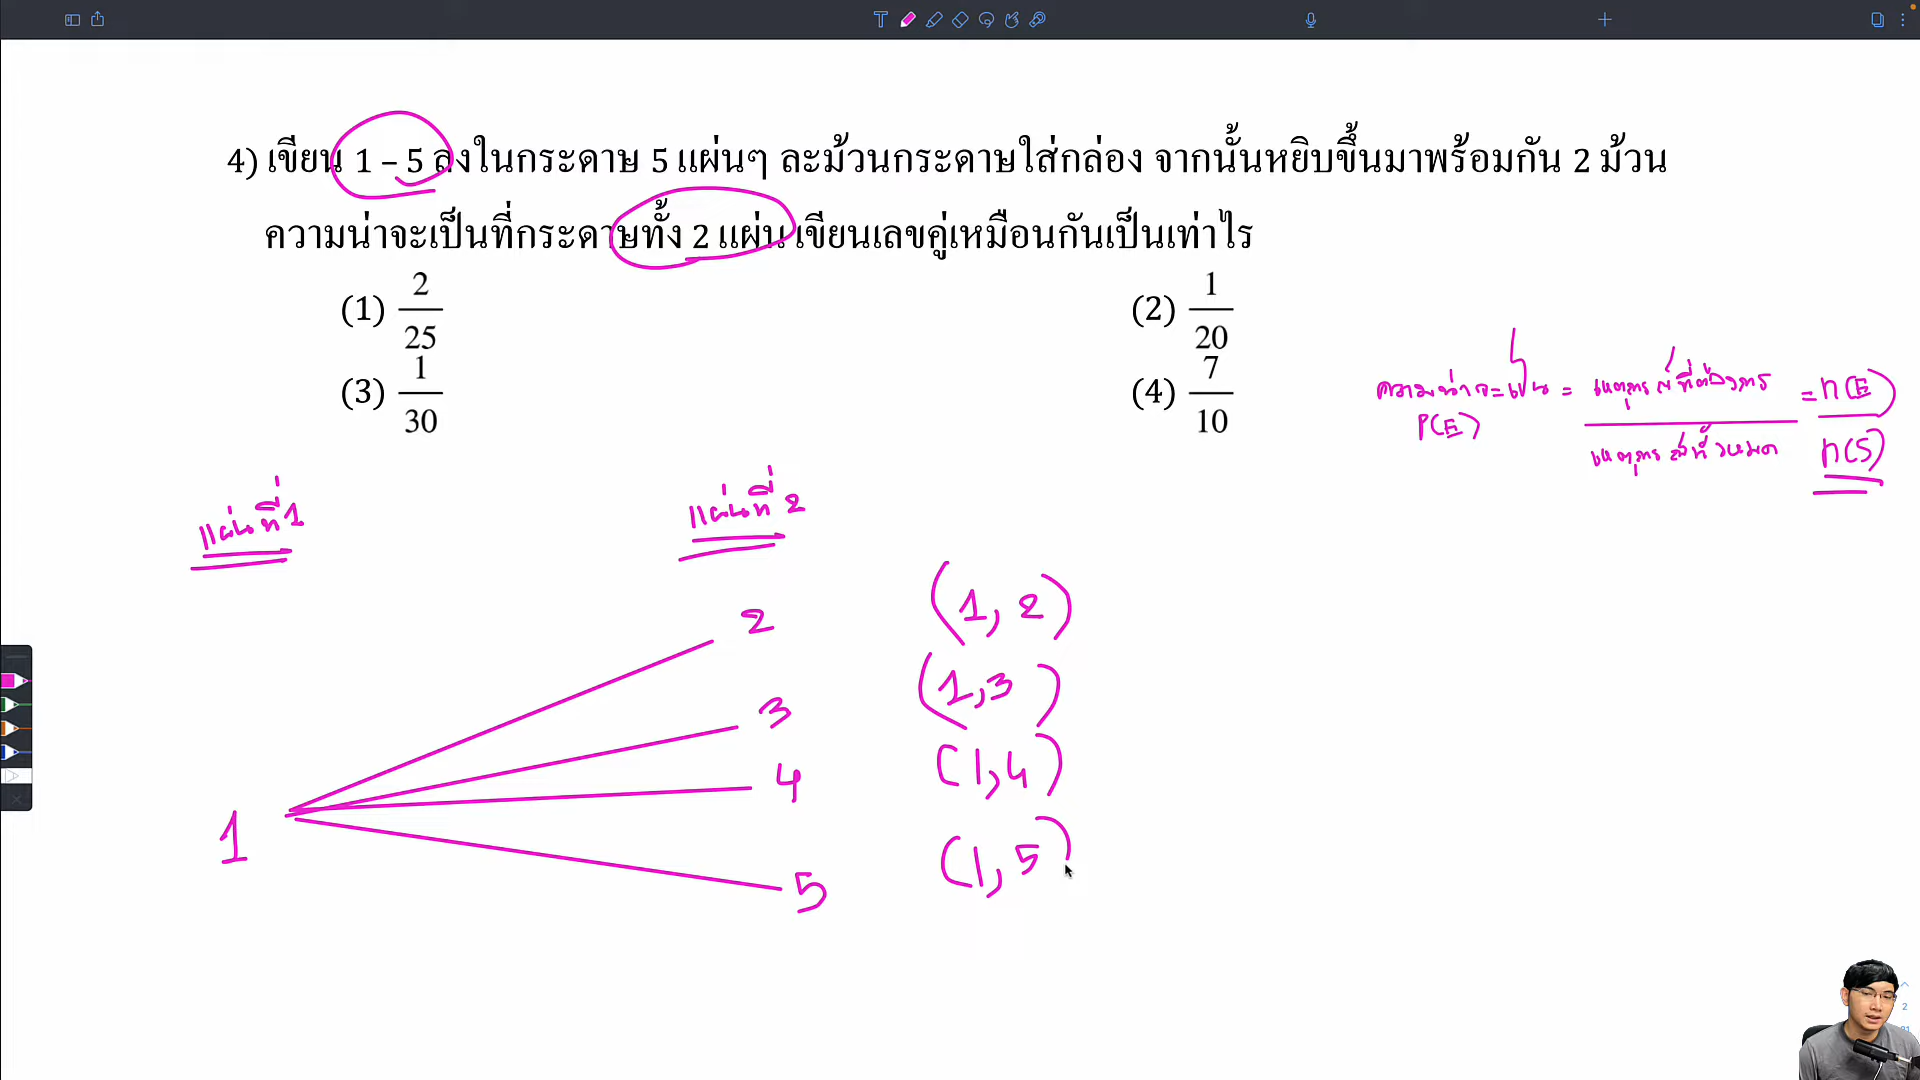 4) เขียน 1 – 5 ลงในกระดาษ 5 แผ่นๆ ละม้วนกระดาษใส่กล่อง จากนั้นหยิบขึ้นมาพร้อมกัน 2 ม้วน
ความน่าจะเป็นที่กระดาษทั้ง 2 แผ่น เขียนเลขคู่เหมือนกันเป็นเท่าไร
(1) 2/25
(2) 1/20
(3) 1/30
(4) 7/10
ความน่าจะเป็น = เหตุการณ์ที่ต้องการ = n(E)
P(E) เหตุการณ์ทั้งหมด n(S)
แผ่นที่ 1
แผ่นที่ 2
2 (1, 2)
3 (1,3)
4 (1,4)
1
5 (1,5)
2